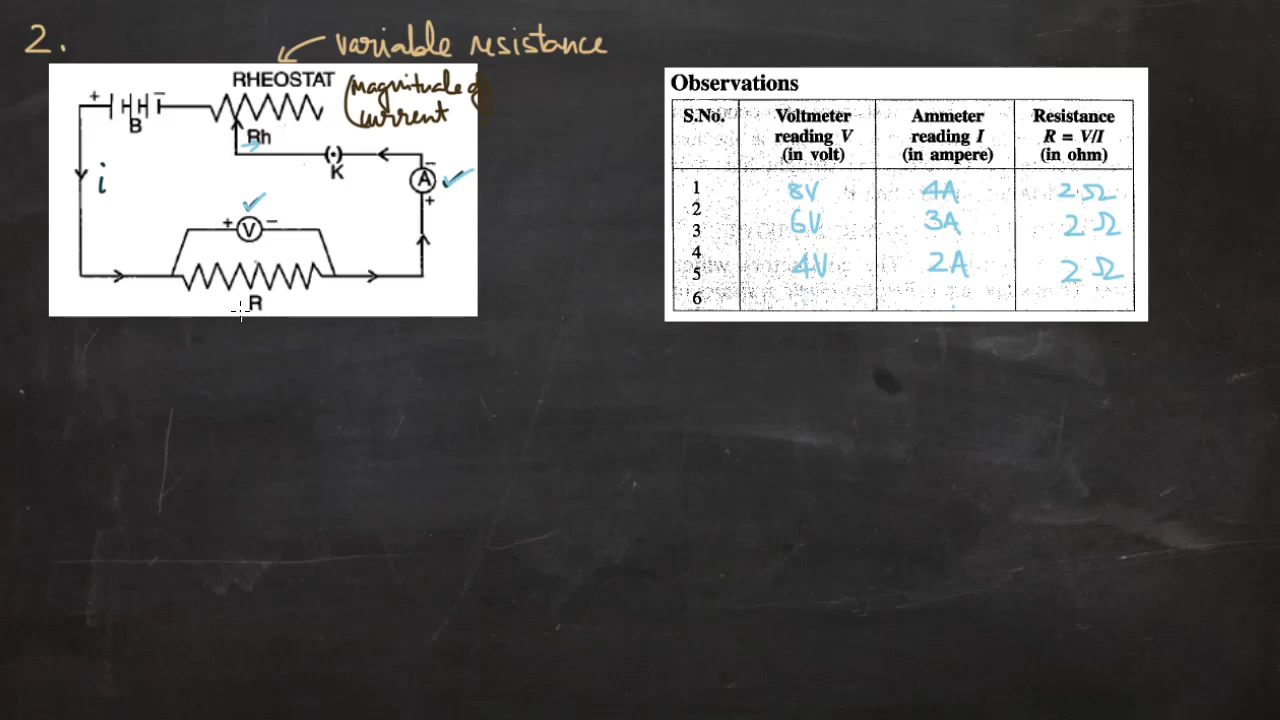 2.
variable resistance
RHEOSTAT
(magnitude of
current
+ −
B
Rh
K
−
A
+
i
+ V −
R
Observations
S.No. Voltmeter reading V (in volt) Ammeter reading I (in ampere) Resistance R = V/I (in ohm)
1 8V 4A 2Ω
2
3 6V 3A 2Ω
4
5 4V 2A 2Ω
6